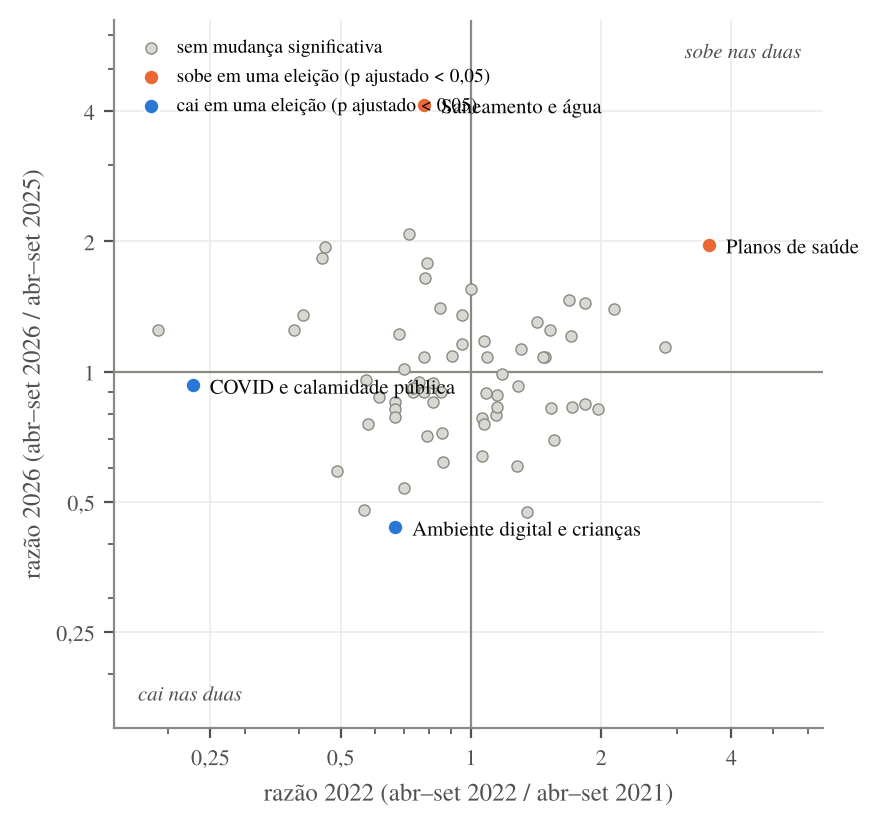 sem mudança significativa
sobe em uma eleição (p ajustado < 0,05)
cai em uma eleição (p ajustado < 0,05)
sobe nas duas
Saneamento e água
Planos de saúde
COVID e calamidade pública
Ambiente digital e crianças
cai nas duas
4
2
1
0,5
0,25
razão 2026 (abr–set 2026 / abr–set 2025)
0,25
0,5
1
2
4
razão 2022 (abr–set 2022 / abr–set 2021)